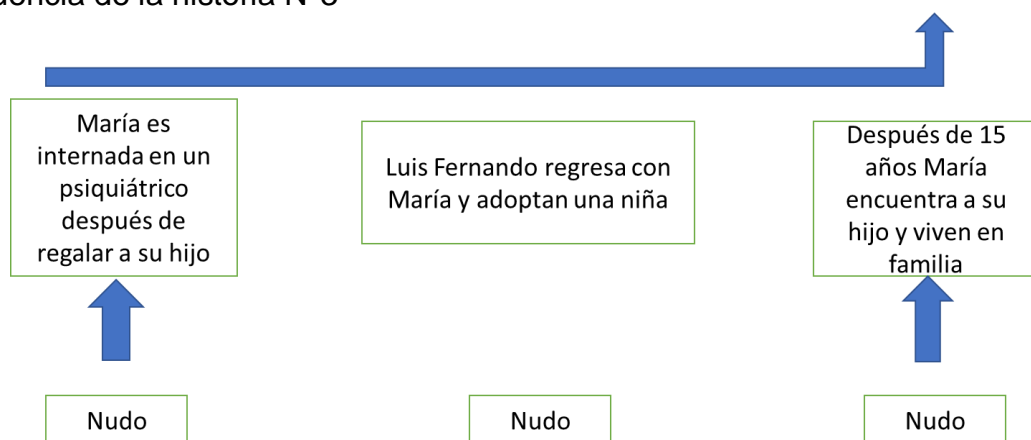 de la historia N°3
María es
internada en un
psiquiátrico
después de
regalar a su hijo
Luis Fernando regresa con
María y adoptan una niña
Después de 15
años María
encuentra a su
hijo y viven en
familia
Nudo
Nudo
Nudo